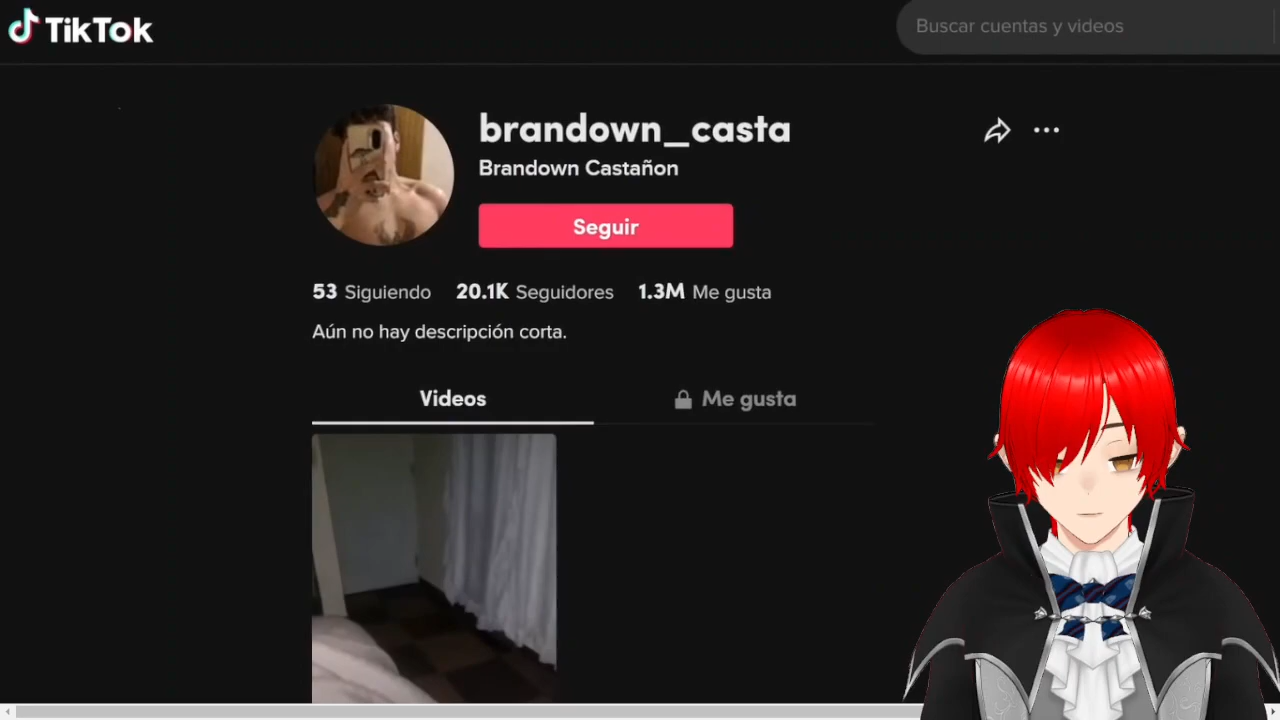 TikTok
Buscar cuentas y videos
brandown_casta
Brandown Castañon
Seguir
53 Siguiendo 20.1K Seguidores 1.3M Me gusta
Aún no hay descripción corta.
Videos Me gusta